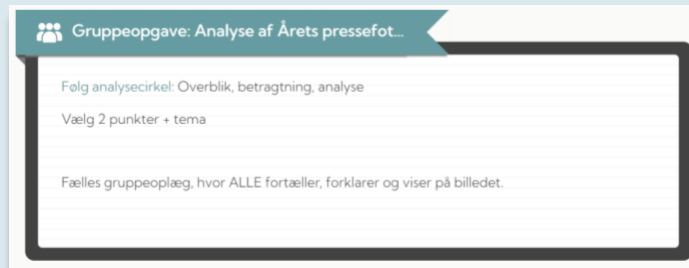 Gruppeopgave: Analyse af Årets pressefot...
Følg analysecirkel: Overblik, betragtning, analyse
Vælg 2 punkter + tema
Fælles gruppeoplæg, hvor ALLE fortæller, forklarer og viser på billedet.